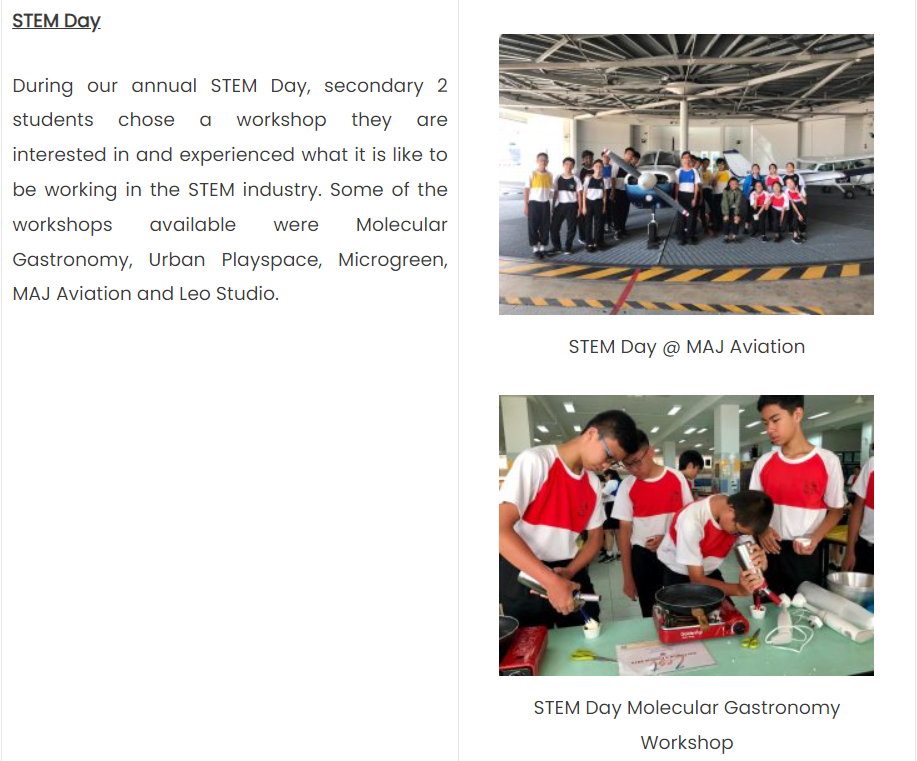 STEM Day
During our annual STEM Day, secondary 2
students chose a workshop they are
interested in and experienced what it is like to
be working in the STEM industry. Some of the
workshops available were Molecular
Gastronomy, Urban Playspace, Microgreen,
MAJ Aviation and Leo Studio.
STEM Day @ MAJ Aviation
STEM Day Molecular Gastronomy
Workshop